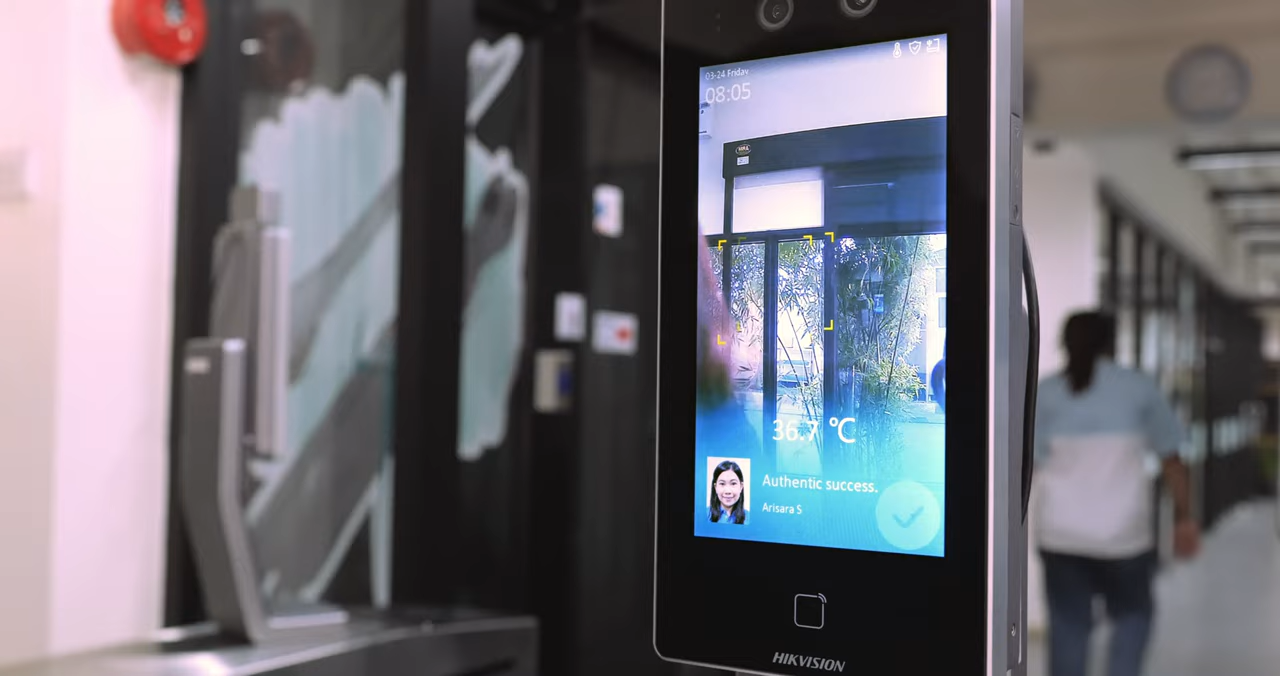 03-24 Friday
08:05
36.7 °C
Authentic success.
Arisara S
HIKVISION